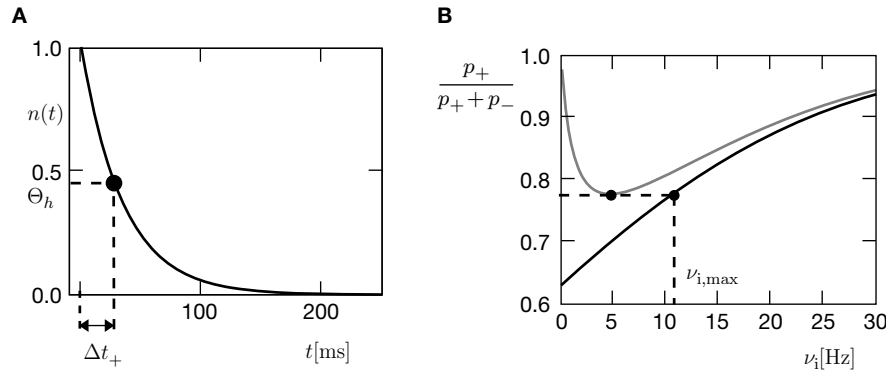 A
1.0
n(t)
0.5
Θ_h
0.0
100
200
Δt_+
t[ms]
B
p_+
p_+ + p_-
1.0
0.9
0.8
0.7
0.6
ν_i,max
0
5
10
15
20
25
30
ν_i[Hz]